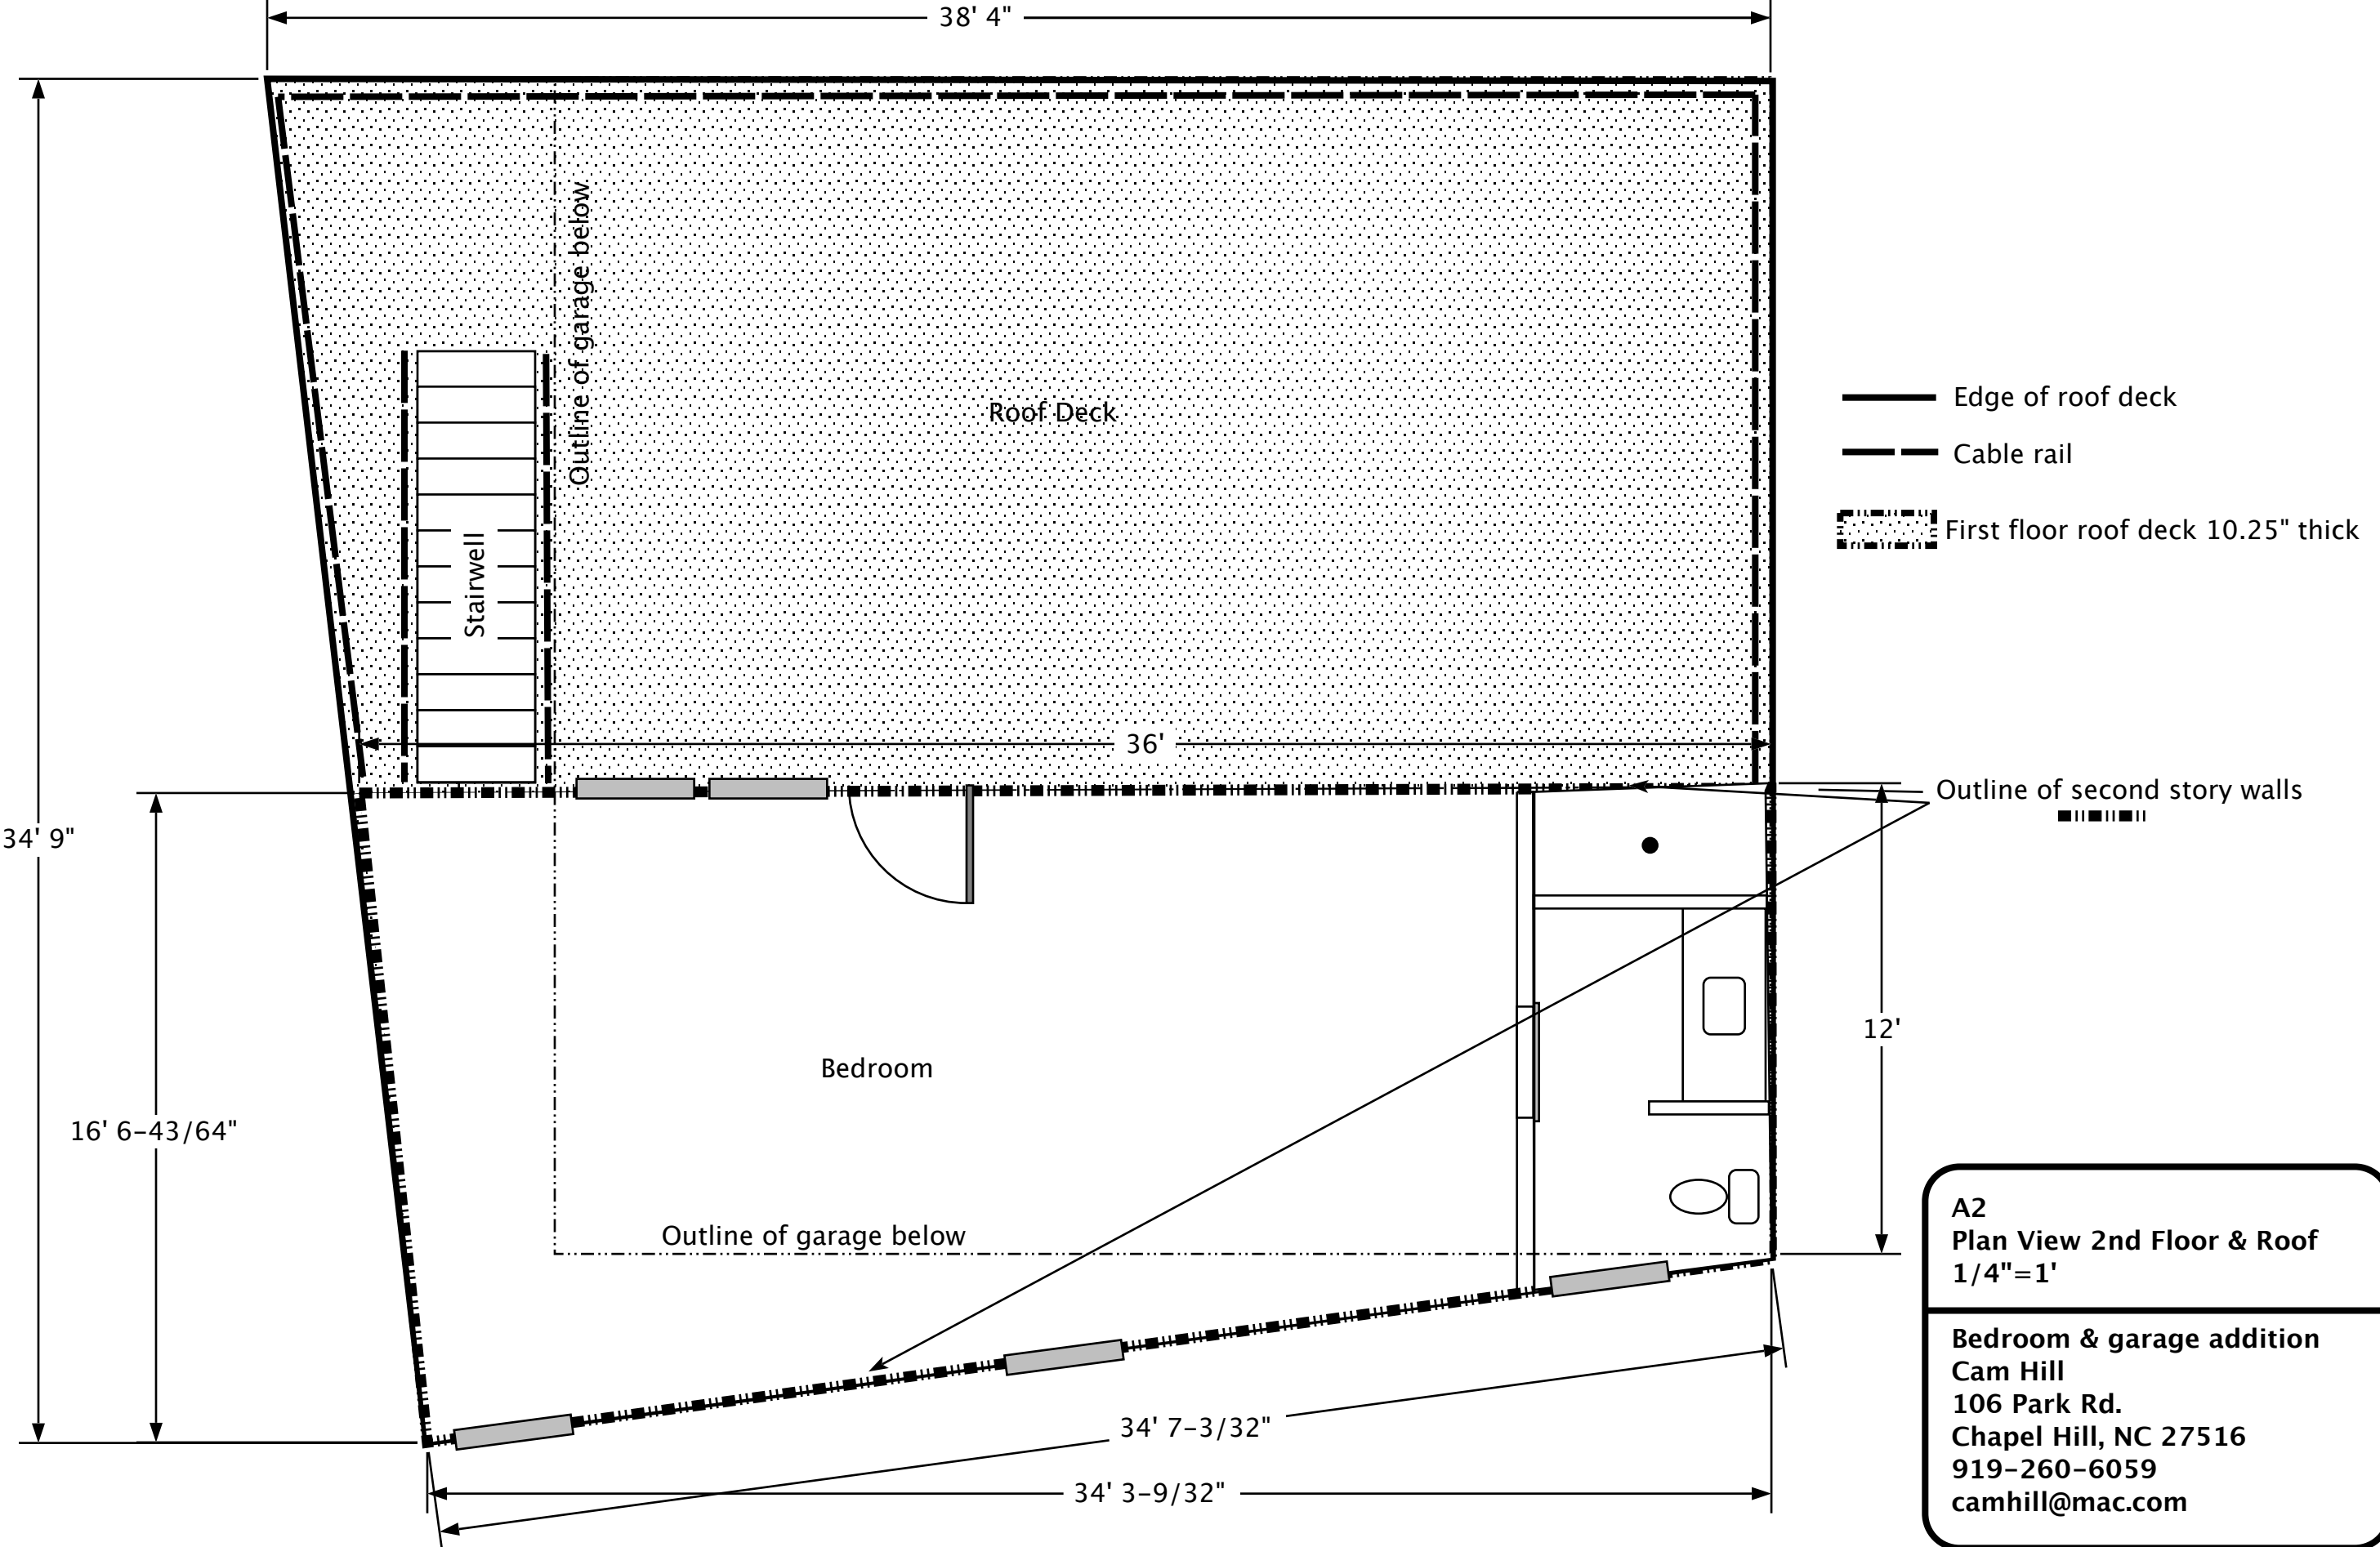 38' 4"
Outline of garage below
Roof Deck
Edge of roof deck
Cable rail
First floor roof deck 10.25" thick
Stairwell
36'
Outline of second story walls
34' 9"
12'
Bedroom
16' 6-43/64"
Outline of garage below
34' 7-3/32"
34' 3-9/32"
A2
Plan View 2nd Floor & Roof
1/4"=1'
Bedroom & garage addition
Cam Hill
106 Park Rd.
Chapel Hill, NC 27516
919-260-6059
camhill@mac.com